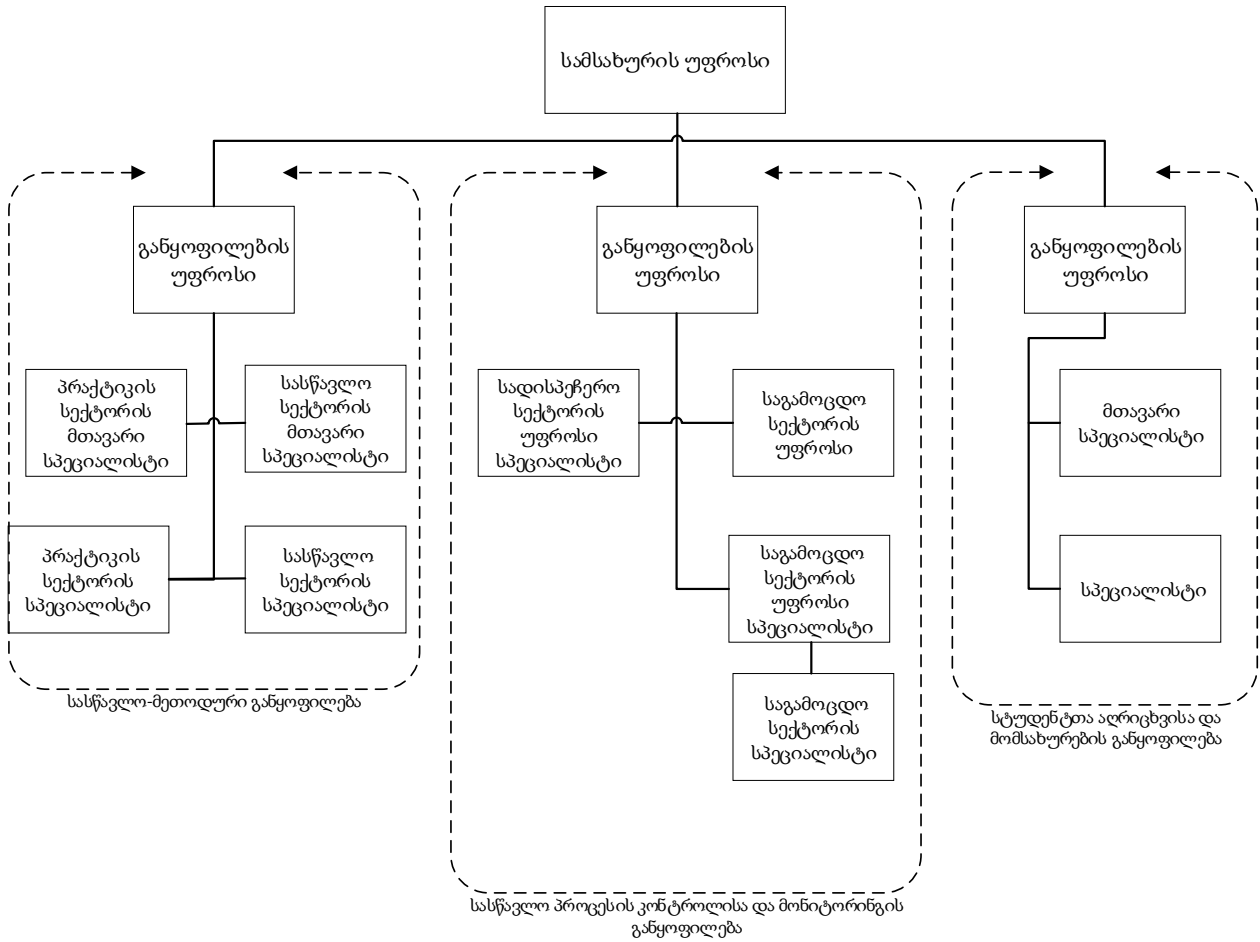 სამსახურის უფროსი
განყოფილების
უფროსი
განყოფილების
უფროსი
განყოფილების
უფროსი
პრაქტიკის
სექტორის
მთავარი
სპეციალისტი
სასწავლო
სექტორის
მთავარი
სპეციალისტი
პრაქტიკის
სექტორის
სპეციალისტი
სასწავლო
სექტორის
სპეციალისტი
სასწავლო-მეთოდური განყოფილება
სადისპეჩერო
სექტორის
უფროსი
სპეციალისტი
საგამოცდო
სექტორის
უფროსი
საგამოცდო
სექტორის
უფროსი
სპეციალისტი
საგამოცდო
სექტორის
სპეციალისტი
სასწავლო პროცესის კონტროლისა და მონიტორინგის
განყოფილება
მთავარი
სპეციალისტი
სპეციალისტი
სტუდენტთა აღრიცხვისა და
მომსახურების განყოფილება